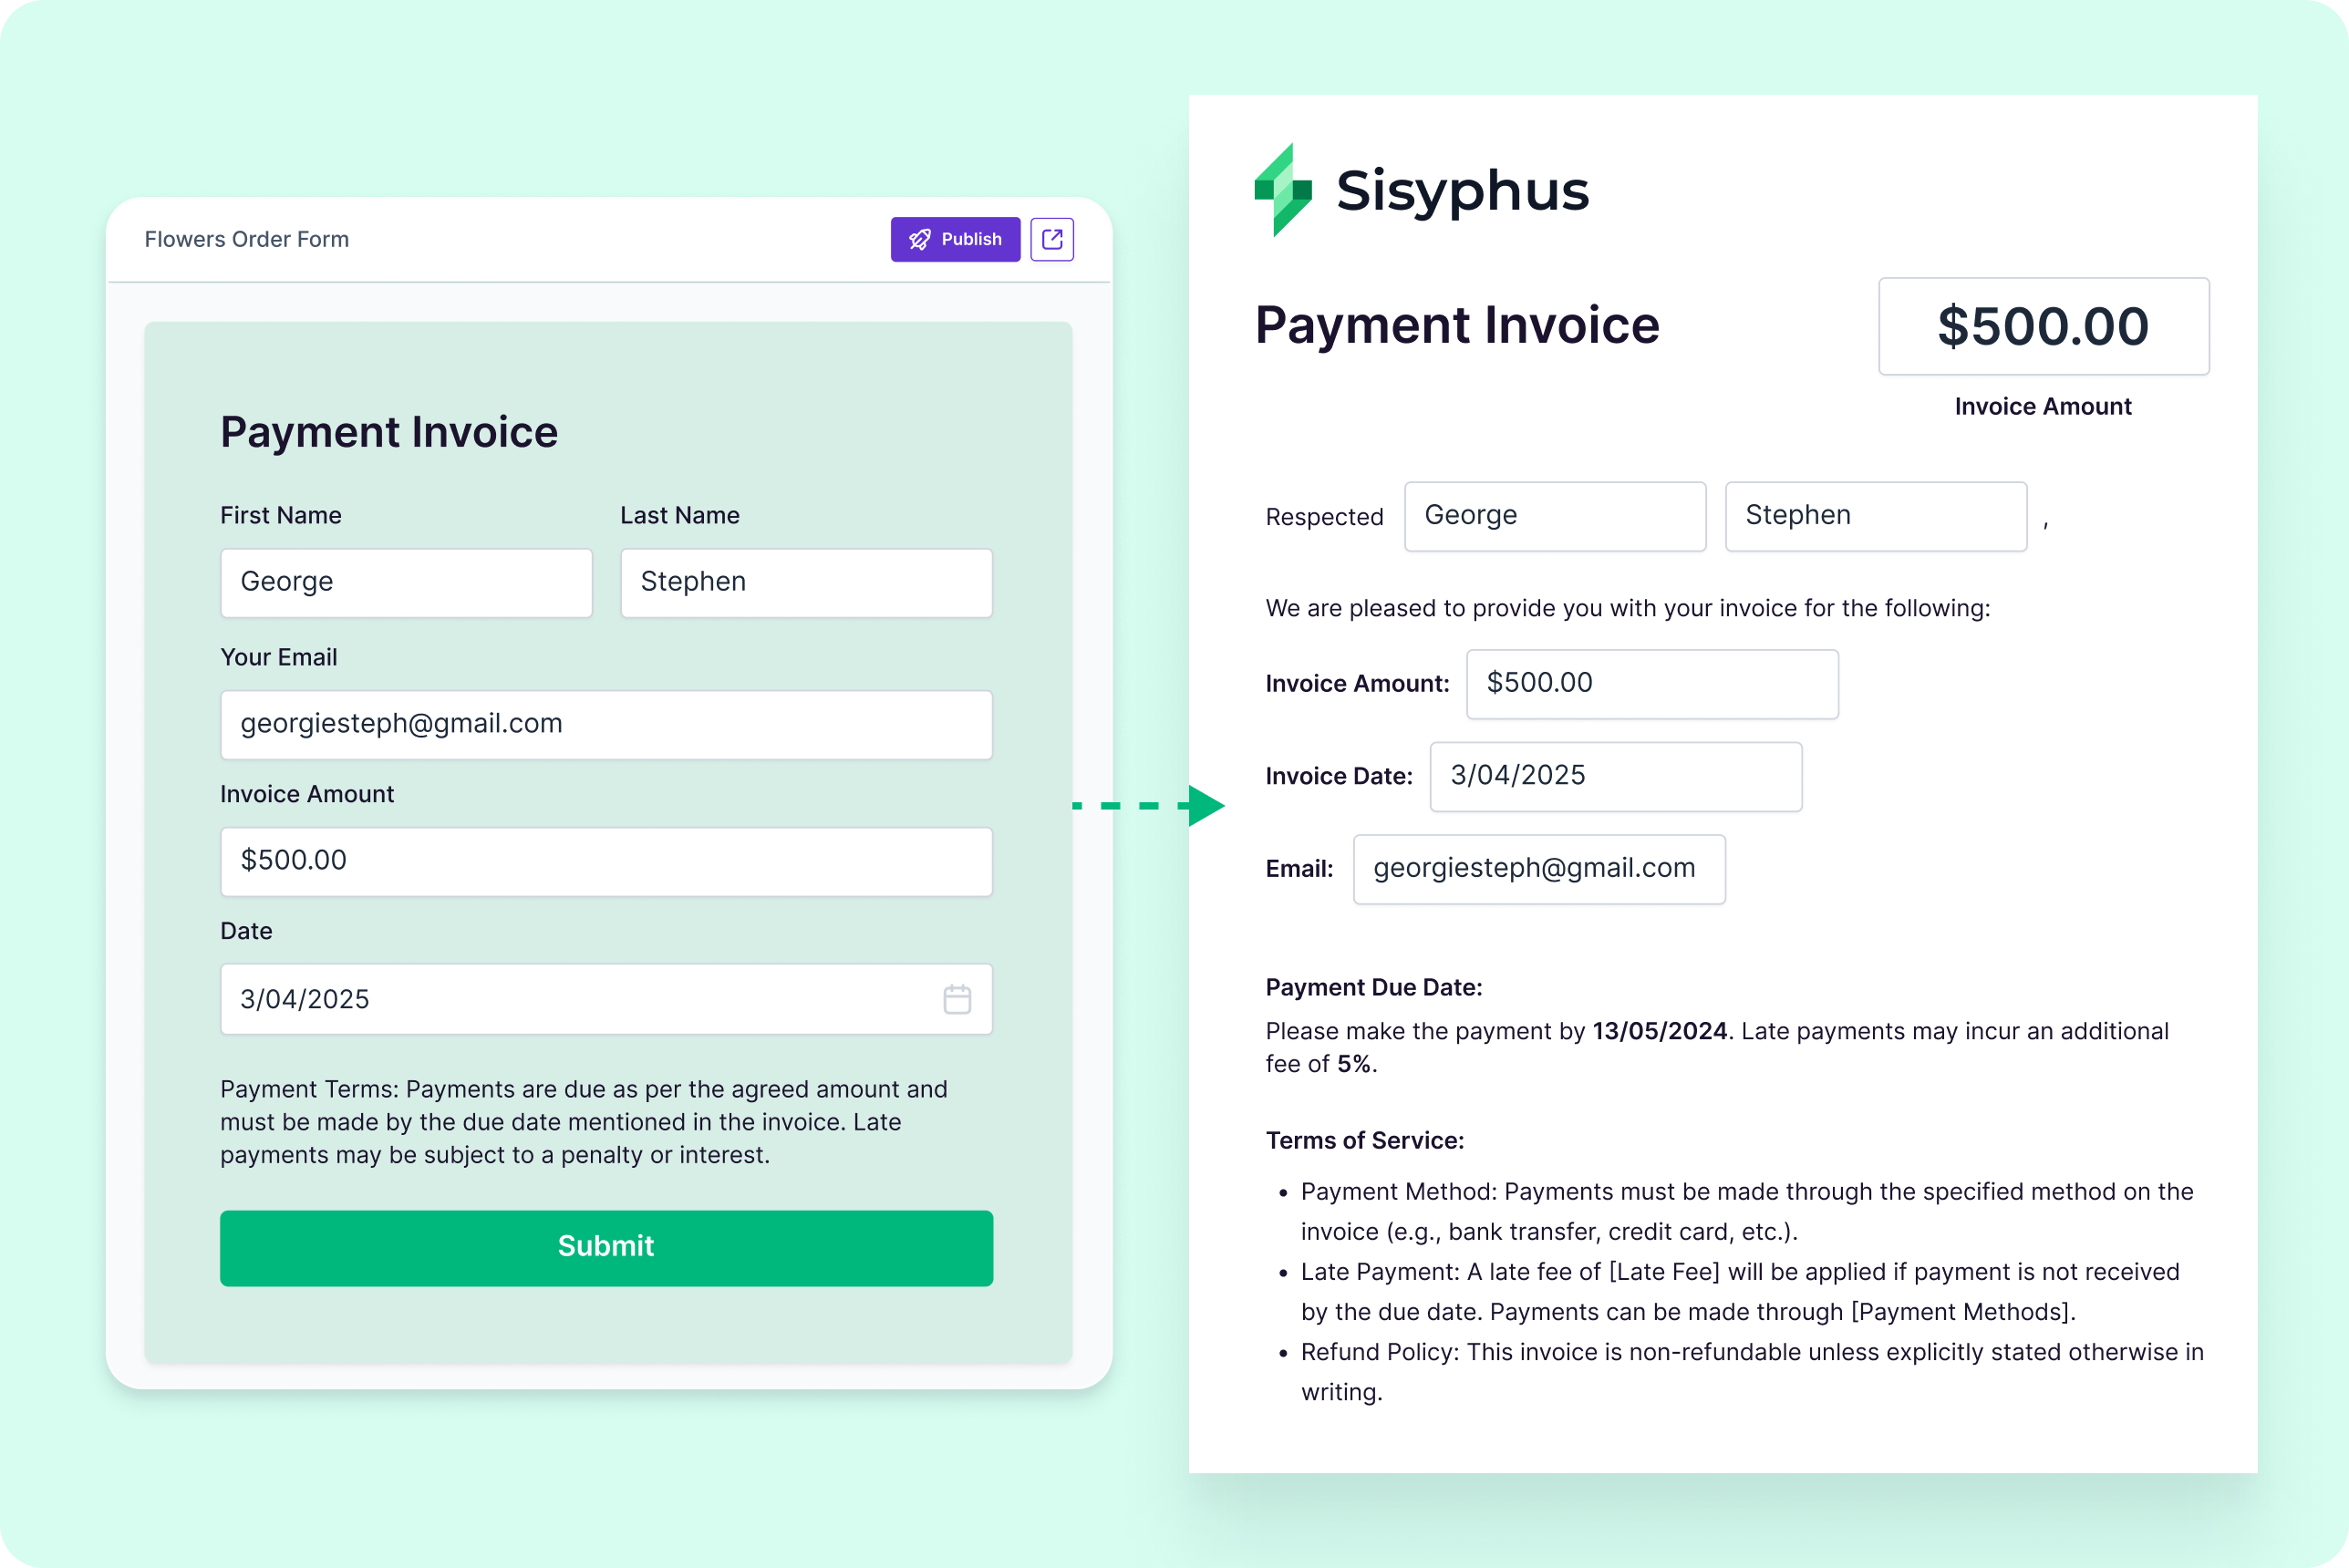 Flowers Order Form
Publish
Payment Invoice
First Name
Last Name
George
Stephen
Your Email
georgiesteph@gmail.com
Invoice Amount
$500.00
Date
3/04/2025
Payment Terms: Payments are due as per the agreed amount and
must be made by the due date mentioned in the invoice. Late
payments may be subject to a penalty or interest.
Submit
Sisyphus
Payment Invoice
$500.00
Invoice Amount
Respected George Stephen ,
We are pleased to provide you with your invoice for the following:
Invoice Amount: $500.00
Invoice Date: 3/04/2025
Email: georgiesteph@gmail.com
Payment Due Date:
Please make the payment by 13/05/2024. Late payments may incur an additional
fee of 5%.
Terms of Service:
• Payment Method: Payments must be made through the specified method on the
invoice (e.g., bank transfer, credit card, etc.).
• Late Payment: A late fee of [Late Fee] will be applied if payment is not received
by the due date. Payments can be made through [Payment Methods].
• Refund Policy: This invoice is non-refundable unless explicitly stated otherwise in
writing.